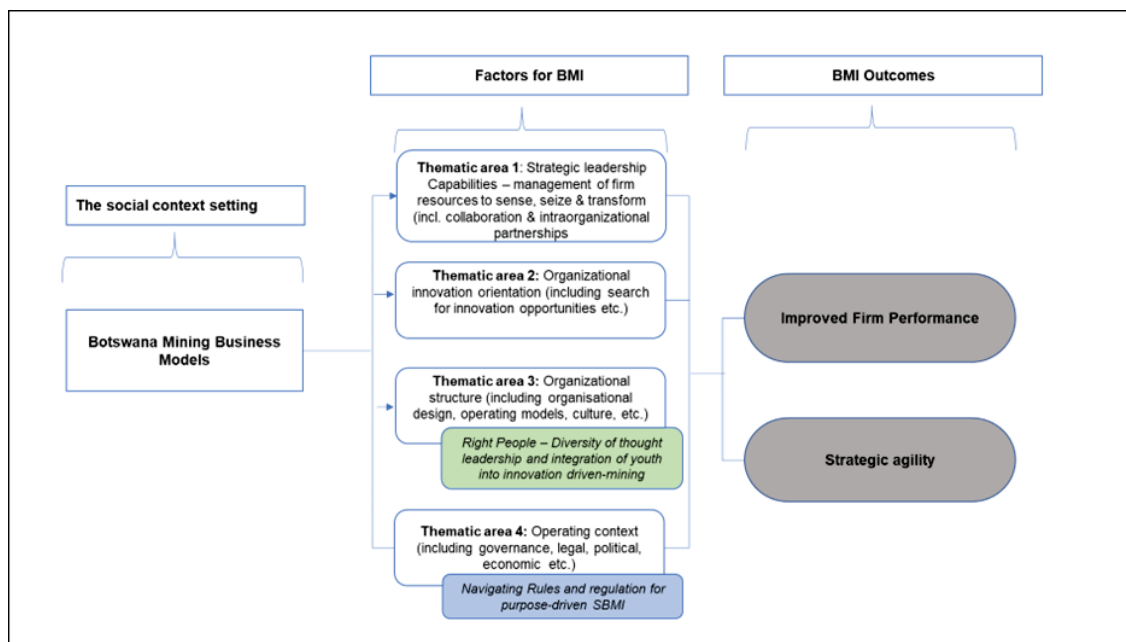 Factors for BMI
BMI Outcomes
The social context setting
Botswana Mining Business
Models
Thematic area 1: Strategic leadership
Capabilities – management of firm
resources to sense, seize & transform
(incl. collaboration & intraorganizational
partnerships
Thematic area 2: Organizational
innovation orientation (including search
for innovation opportunities etc.)
Thematic area 3: Organizational
structure (including organisational
design, operating models, culture, etc.)
Right People – Diversity of thought
leadership and integration of youth
into innovation driven-mining
Thematic area 4: Operating context
(including governance, legal, political,
economic etc.)
Navigating Rules and regulation for
purpose-driven SBMI
Improved Firm Performance
Strategic agility